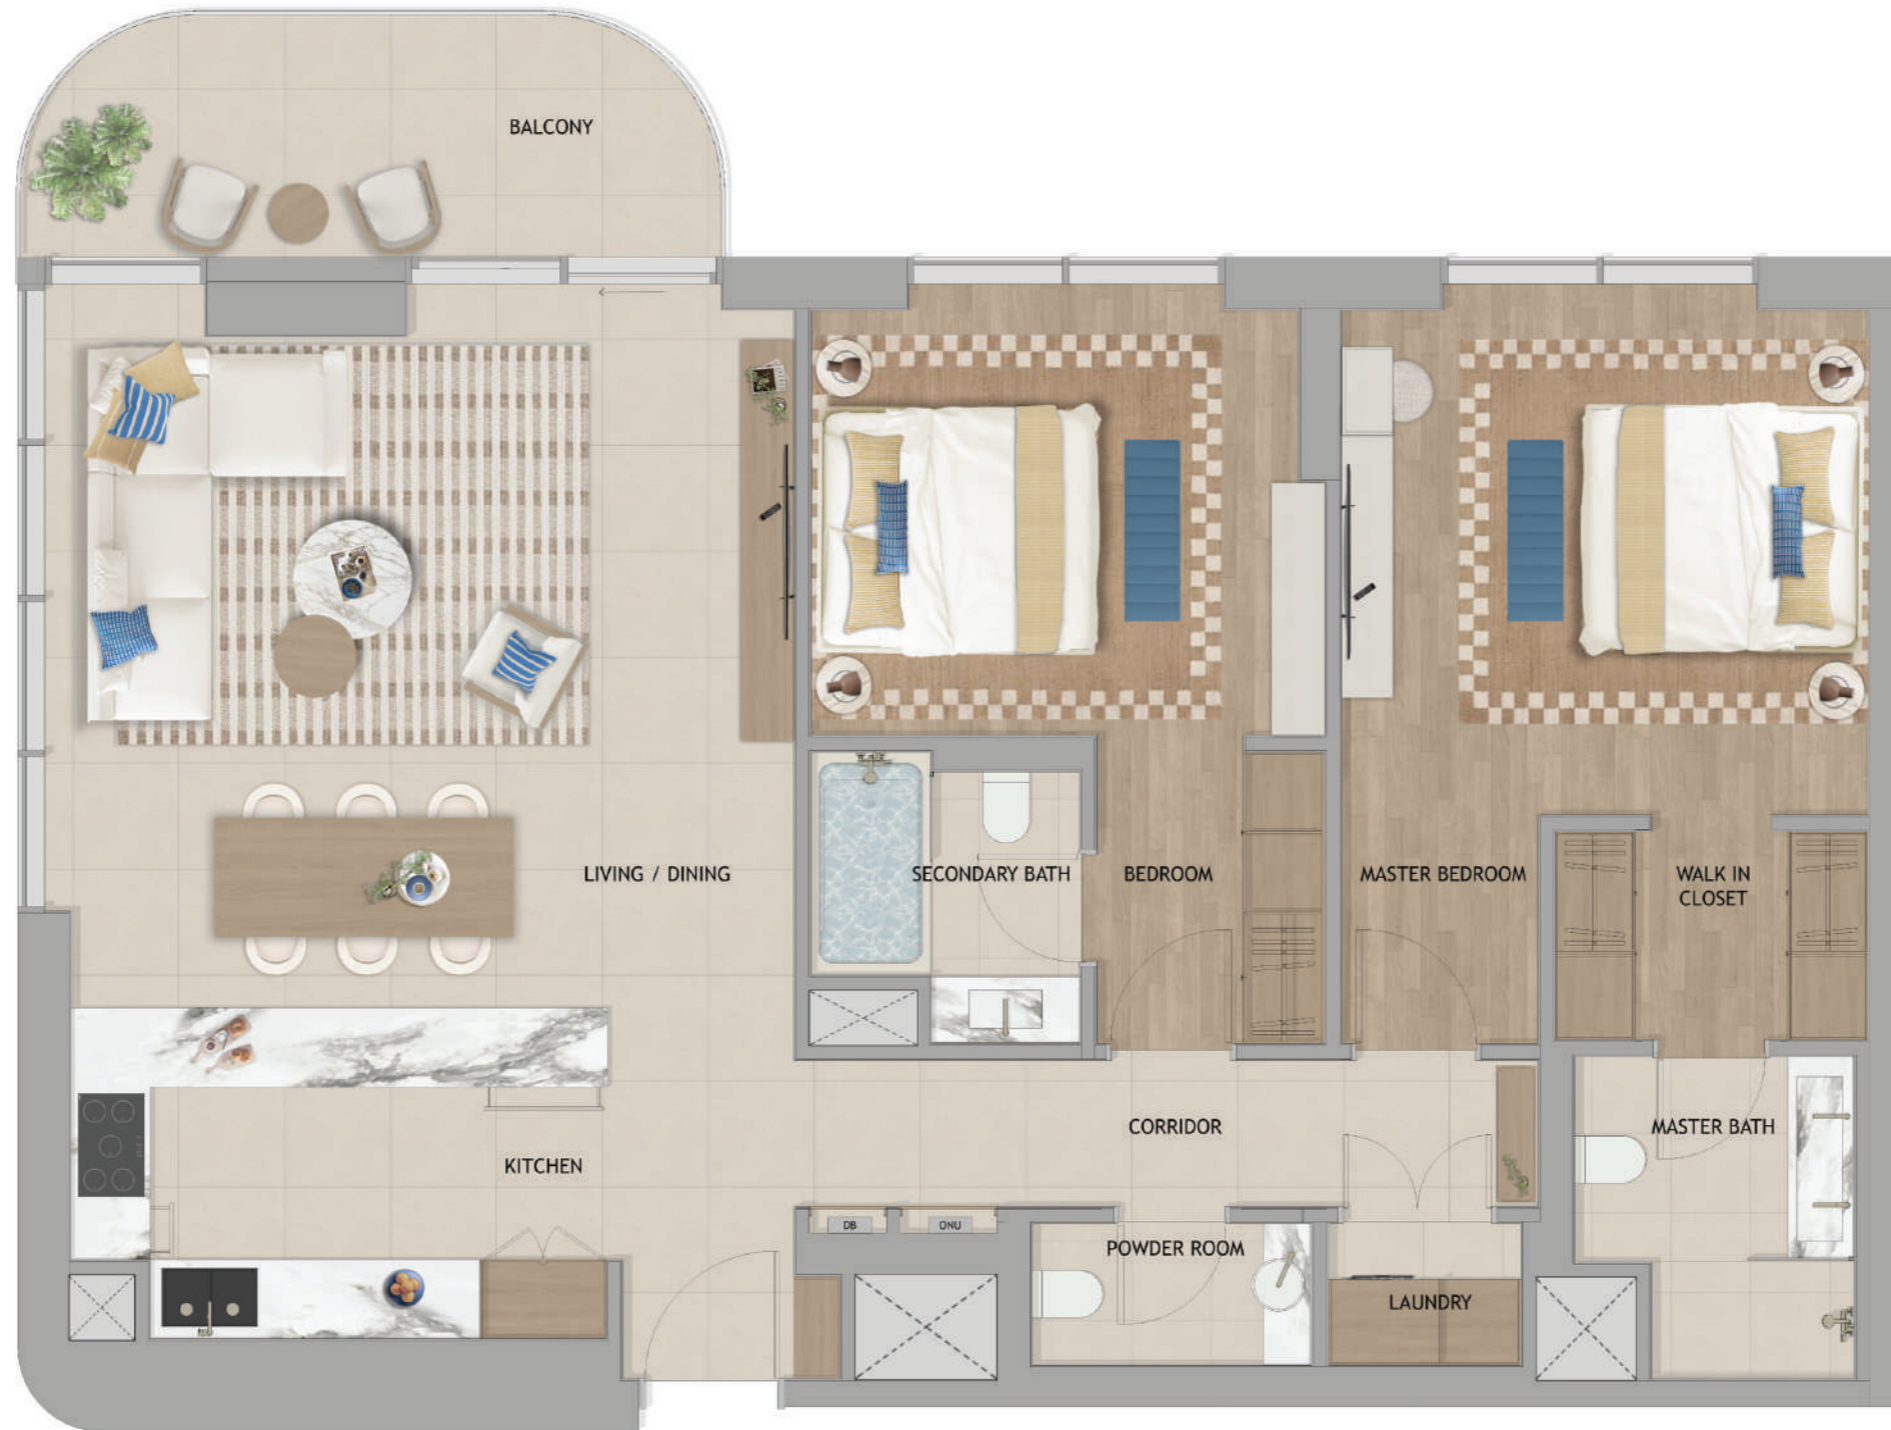 BALCONY
LIVING / DINING
SECONDARY BATH
BEDROOM
MASTER BEDROOM
WALK IN
CLOSET
CORRIDOR
MASTER BATH
KITCHEN
DB
ONU
POWDER ROOM
LAUNDRY